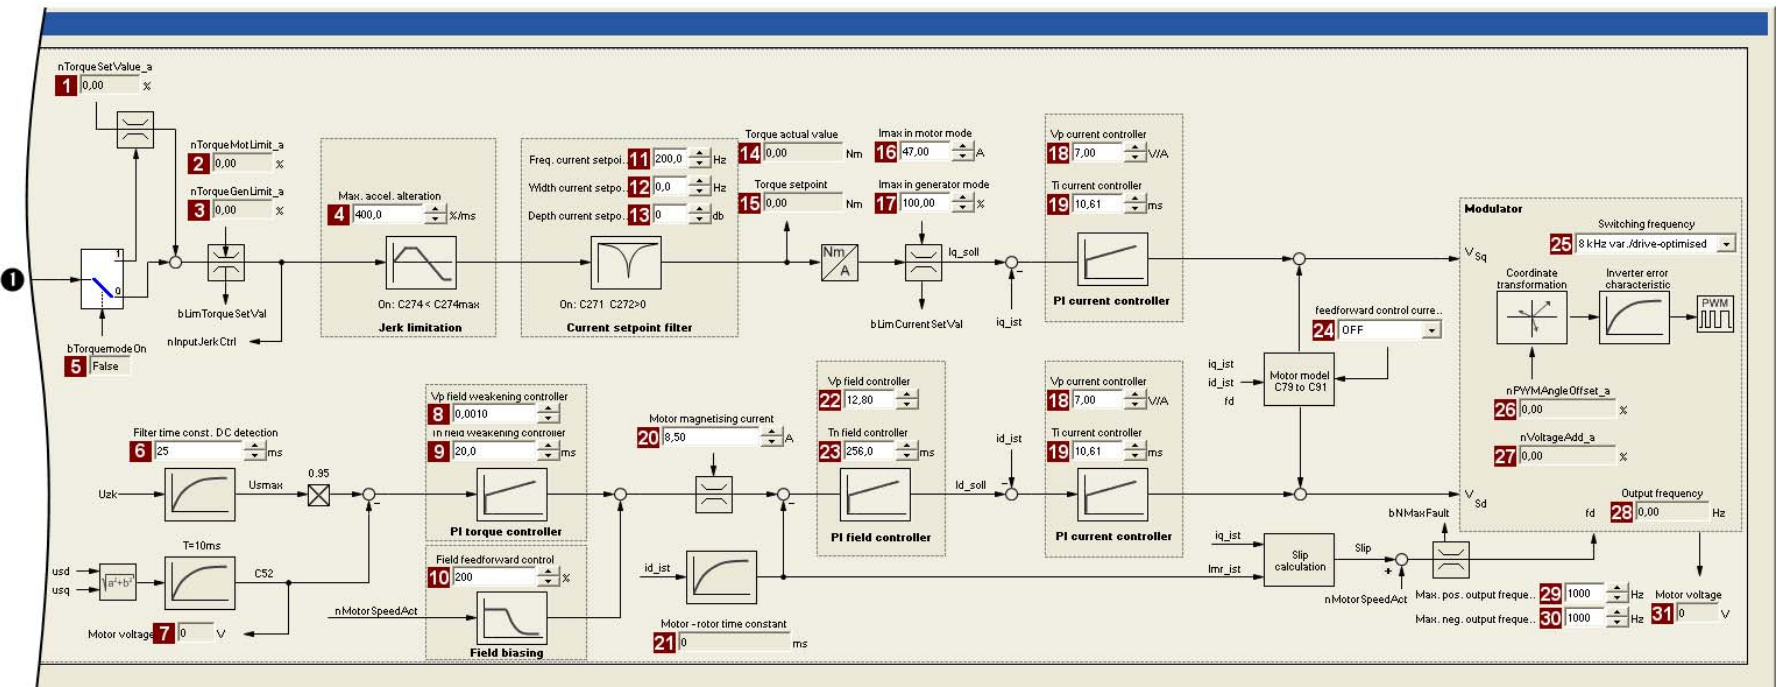 nTorqueSetValue_a
1 0,00 %
nTorqueMotLimit_a
2 0,00 %
nTorqueGenLimit_a
3 0,00 %
Max. accel. alteration
4 400,0 %/ms
On: C274 < C274max
Jerk limitation
Freq. current setpoi.. 11 200,0 Hz
Width current setpo.. 12 0,0 Hz
Depth current setpo.. 13 0 db
On: C271 C272>0
Current setpoint filter
Torque actual value
14 0,00 Nm
Torque setpoint
15 0,00 Nm
Imax in motor mode
16 47,00 A
Imax in generator mode
17 100,00 %
Nm
A
Iq_soll
-
iq_ist
bLimCurrentSetVal
Vp current controller
18 7,00 V/A
Ti current controller
19 10,61 ms
PI current controller
1
1
0
bLimTorqueSetVal
nInputJerkCtrl
bTorquemodeOn
5 False
feedforward control curre..
24 OFF
iq_ist
id_ist
fd
Motor model
C79 to C91
Modulator
Switching frequency
25 8 kHz var./drive-optimised
V Sq
Coordinate
transformation
Inverter error
characteristic
PWM
nPWMAngleOffset_a
26 0,00 %
nVoltageAdd_a
27 0,00 %
V Sd
Output frequency
fd 28 0,00 Hz
Filter time const. DC detection
6 25 ms
Uzk
Usmax
0.95
-
Vp field weakening controller
8 0,0010
Tn field weakening controller
9 20,0 ms
PI torque controller
Motor magnetising current
20 8,50 A
-
Vp field controller
22 12,80
Tn field controller
23 256,0 ms
PI field controller
Id_soll
id_ist
-
Vp current controller
18 7,00 V/A
Ti current controller
19 10,61 ms
PI current controller
T=10ms
usd
usq
√a²+b²
C52
Motor voltage 7 0 V
Field feedforward control
10 200 %
nMotorSpeedAct
Field biasing
id_ist
Motor-rotor time constant
21 0 ms
iq_ist
Imr_ist
Slip
calculation
Slip
+
nMotorSpeedAct
bNMaxFault
Max. pos. output freque.. 29 1000 Hz
Max. neg. output freque.. 30 1000 Hz
Motor voltage
31 0 V